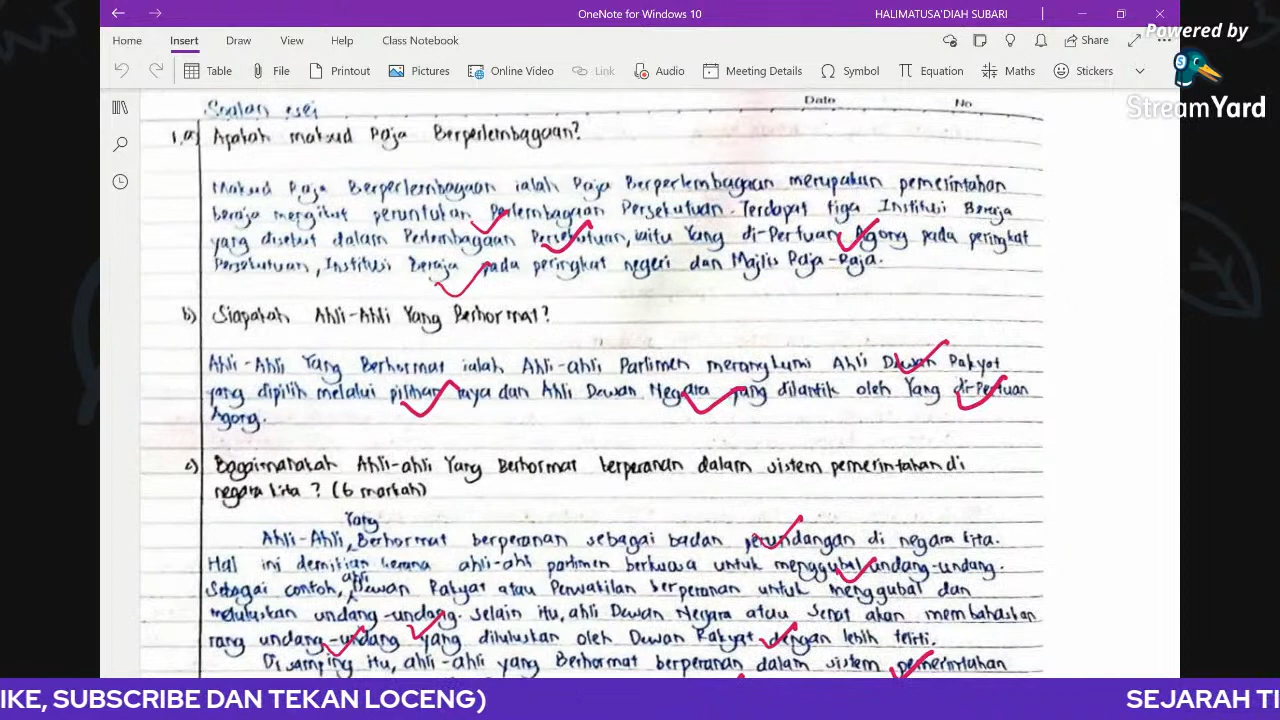 OneNote for Windows 10
HALIMATUSA'DIAH SUBARI
Powered by
StreamYard
Home Insert Draw View Help Class Notebook Share
Table File Printout Pictures Online Video Link Audio Meeting Details Symbol Equation Maths Stickers
Soalan esei
Date No
1.a) Apakah maksud Raja Berperlembagaan?
Maksud Raja Berperlembagaan ialah Raja Berperlembagaan merupakan pemerintahan
beraja mengikut peruntukan Perlembagaan Persekutuan. Terdapat tiga Institusi Beraja
yang disebut dalam Perlembagaan Persekutuan, iaitu Yang di-Pertuan Agong pada peringkat
Persekutuan, Institusi Beraja pada peringkat negeri dan Majlis Raja-Raja.
b) Siapakah Ahli-Ahli Yang Berhormat?
Ahli-Ahli Yang Berhormat ialah Ahli-ahli Parlimen merangkumi Ahli Dewan Rakyat
yang dipilih melalui pilihan raya dan Ahli Dewan Negara yang dilantik oleh Yang di-Pertuan
Agong.
c) Bagaimanakah Ahli-ahli Yang Berhormat berperanan dalam sistem pemerintahan di
negara kita? (6 markah)
Yang
Ahli-Ahli, Berhormat berperanan sebagai badan perundangan di negara kita.
Hal ini demikian kerana ahli-ahli parlimen berkuasa untuk menggubal undang-undang.
ahli
Sebagai contoh, Dewan Rakyat atau Perwakilan berperanan untuk menggubal dan
meluluskan undang-undang. Selain itu, ahli Dewan Negara atau Senat akan membahaskan
rang undang-undang yang diluluskan oleh Dewan Rakyat dengan lebih teliti.
Di samping itu, ahli-ahli yang Berhormat berperanan dalam sistem pemerintahan
IKE, SUBSCRIBE DAN TEKAN LOCENG)
SEJARAH TI